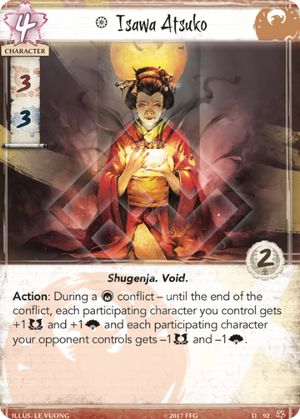 4
CHARACTER
Isawa Atsuko
3
3
2
Shugenja. Void.
Action: During a conflict – until the end of the
conflict, each participating character you control gets
+1 and +1 and each participating character
your opponent controls gets –1 and –1 .
ILLUS: LE VUONG
©2017 FFG
D 92